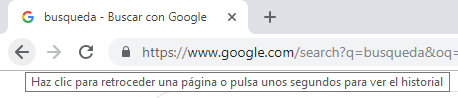 busqueda - Buscar con Google
https://www.google.com/search?q=busqueda&oq=
Haz clic para retroceder una página o pulsa unos segundos para ver el historial